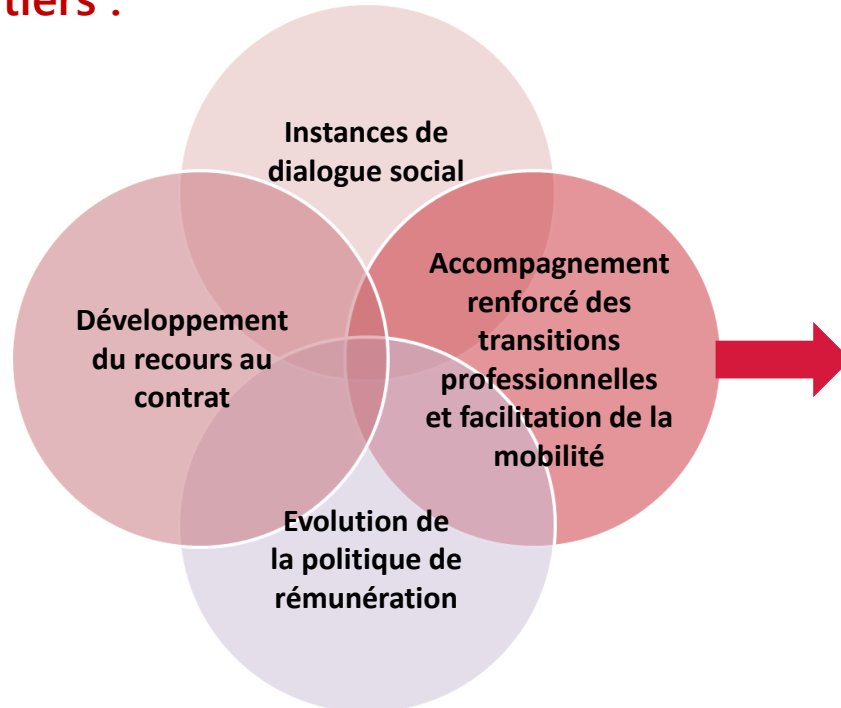 tiers :
Instances de
dialogue social
Accompagnement
renforcé des
transitions
professionnelles
et facilitation de la
mobilité
Développement
du recours au
contrat
Evolution de
la politique de
rémunération